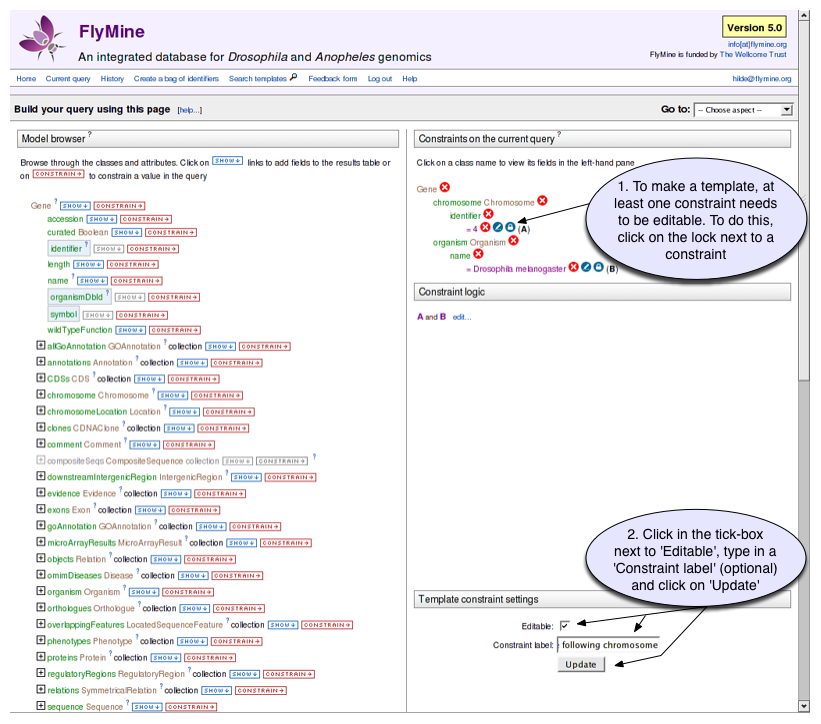 FlyMine
Version 5.0
An integrated database for Drosophila and Anopheles genomics
info[at]flymine.org
FlyMine is funded by The Wellcome Trust
Home Current query History Create a bag of identifiers Search templates Feedback form Log out Help hilde@flymine.org
Build your query using this page [help...] Go to: -- Choose aspect --
Model browser ?
Browse through the classes and attributes. Click on SHOW↓ links to add fields to the results table or
on CONSTRAIN→ to constrain a value in the query
Gene ? SHOW↓ CONSTRAIN→
accession SHOW↓ CONSTRAIN→
curated Boolean SHOW↓ CONSTRAIN→
identifier ? SHOW↓ CONSTRAIN→
length SHOW↓ CONSTRAIN→
name ? SHOW↓ CONSTRAIN→
organismDbId ? SHOW↓ CONSTRAIN→
symbol SHOW↓ CONSTRAIN→
wildTypeFunction SHOW↓ CONSTRAIN→
allGoAnnotation GOAnnotation ? collection SHOW↓ CONSTRAIN→
annotations Annotation ? collection SHOW↓ CONSTRAIN→
CDSs CDS ? collection SHOW↓ CONSTRAIN→
chromosome Chromosome ? SHOW↓ CONSTRAIN→
chromosomeLocation Location ? SHOW↓ CONSTRAIN→
clones CDNAClone ? collection SHOW↓ CONSTRAIN→
comment Comment ? SHOW↓ CONSTRAIN→
compositeSeqs CompositeSequence collection SHOW↓ CONSTRAIN→ ?
downstreamIntergenicRegion IntergenicRegion ? SHOW↓ CONSTRAIN→
evidence Evidence ? collection SHOW↓ CONSTRAIN→
exons Exon ? collection SHOW↓ CONSTRAIN→
goAnnotation GOAnnotation ? collection SHOW↓ CONSTRAIN→
microArrayResults MicroArrayResult ? collection SHOW↓ CONSTRAIN→
objects Relation ? collection SHOW↓ CONSTRAIN→
omimDiseases Disease ? collection SHOW↓ CONSTRAIN→
organism Organism ? SHOW↓ CONSTRAIN→
orthologues Orthologue ? collection SHOW↓ CONSTRAIN→
overlappingFeatures LocatedSequenceFeature ? collection SHOW↓ CONSTRAIN→
phenotypes Phenotype ? collection SHOW↓ CONSTRAIN→
proteins Protein ? collection SHOW↓ CONSTRAIN→
regulatoryRegions RegulatoryRegion ? collection SHOW↓ CONSTRAIN→
relations SymmetricalRelation ? collection SHOW↓ CONSTRAIN→
sequence Sequence ? SHOW↓ CONSTRAIN→
Constraints on the current query ?
Click on a class name to view its fields in the left-hand pane
Gene
chromosome Chromosome
identifier
= 4 (A)
organism Organism
name
= Drosophila melanogaster (B)
1. To make a template, at
least one constraint needs
to be editable. To do this,
click on the lock next to a
constraint
Constraint logic
A and B edit...
2. Click in the tick-box
next to 'Editable', type in a
'Constraint label' (optional)
and click on 'Update'
Template constraint settings
Editable:
Constraint label: following chromosome
Update